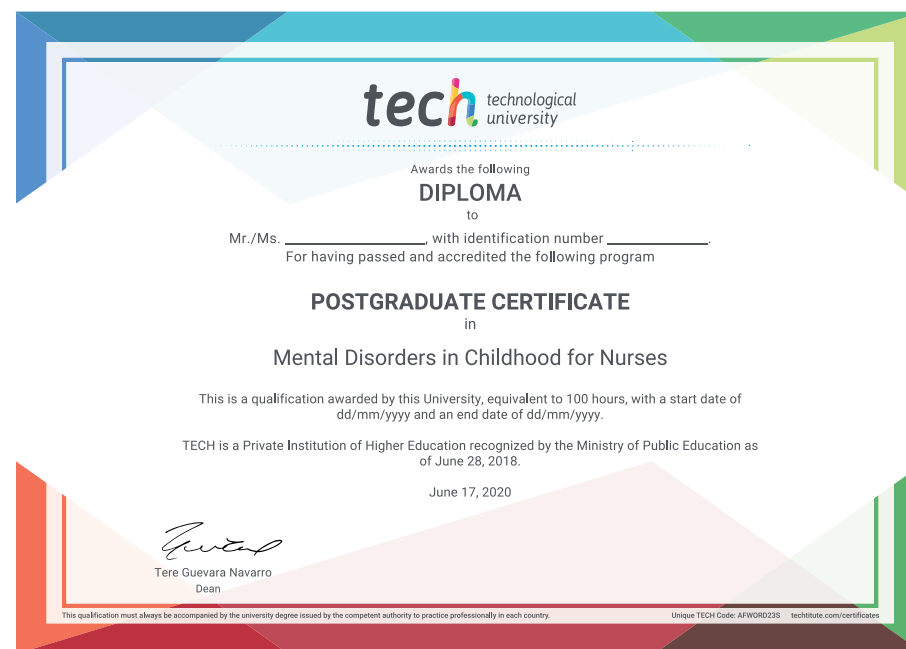 tech technological
university
Awards the following
DIPLOMA
to
Mr./Ms. ____________, with identification number ____________.
For having passed and accredited the following program
POSTGRADUATE CERTIFICATE
in
Mental Disorders in Childhood for Nurses
This is a qualification awarded by this University, equivalent to 100 hours, with a start date of
dd/mm/yyyy and an end date of dd/mm/yyyy.
TECH is a Private Institution of Higher Education recognized by the Ministry of Public Education as
of June 28, 2018.
June 17, 2020
Tere Guevara Navarro
Dean
This qualification must always be accompanied by the university degree issued by the competent authority to practice professionally in each country. Unique TECH Code: AFWORD23S techtitute.com/certificates